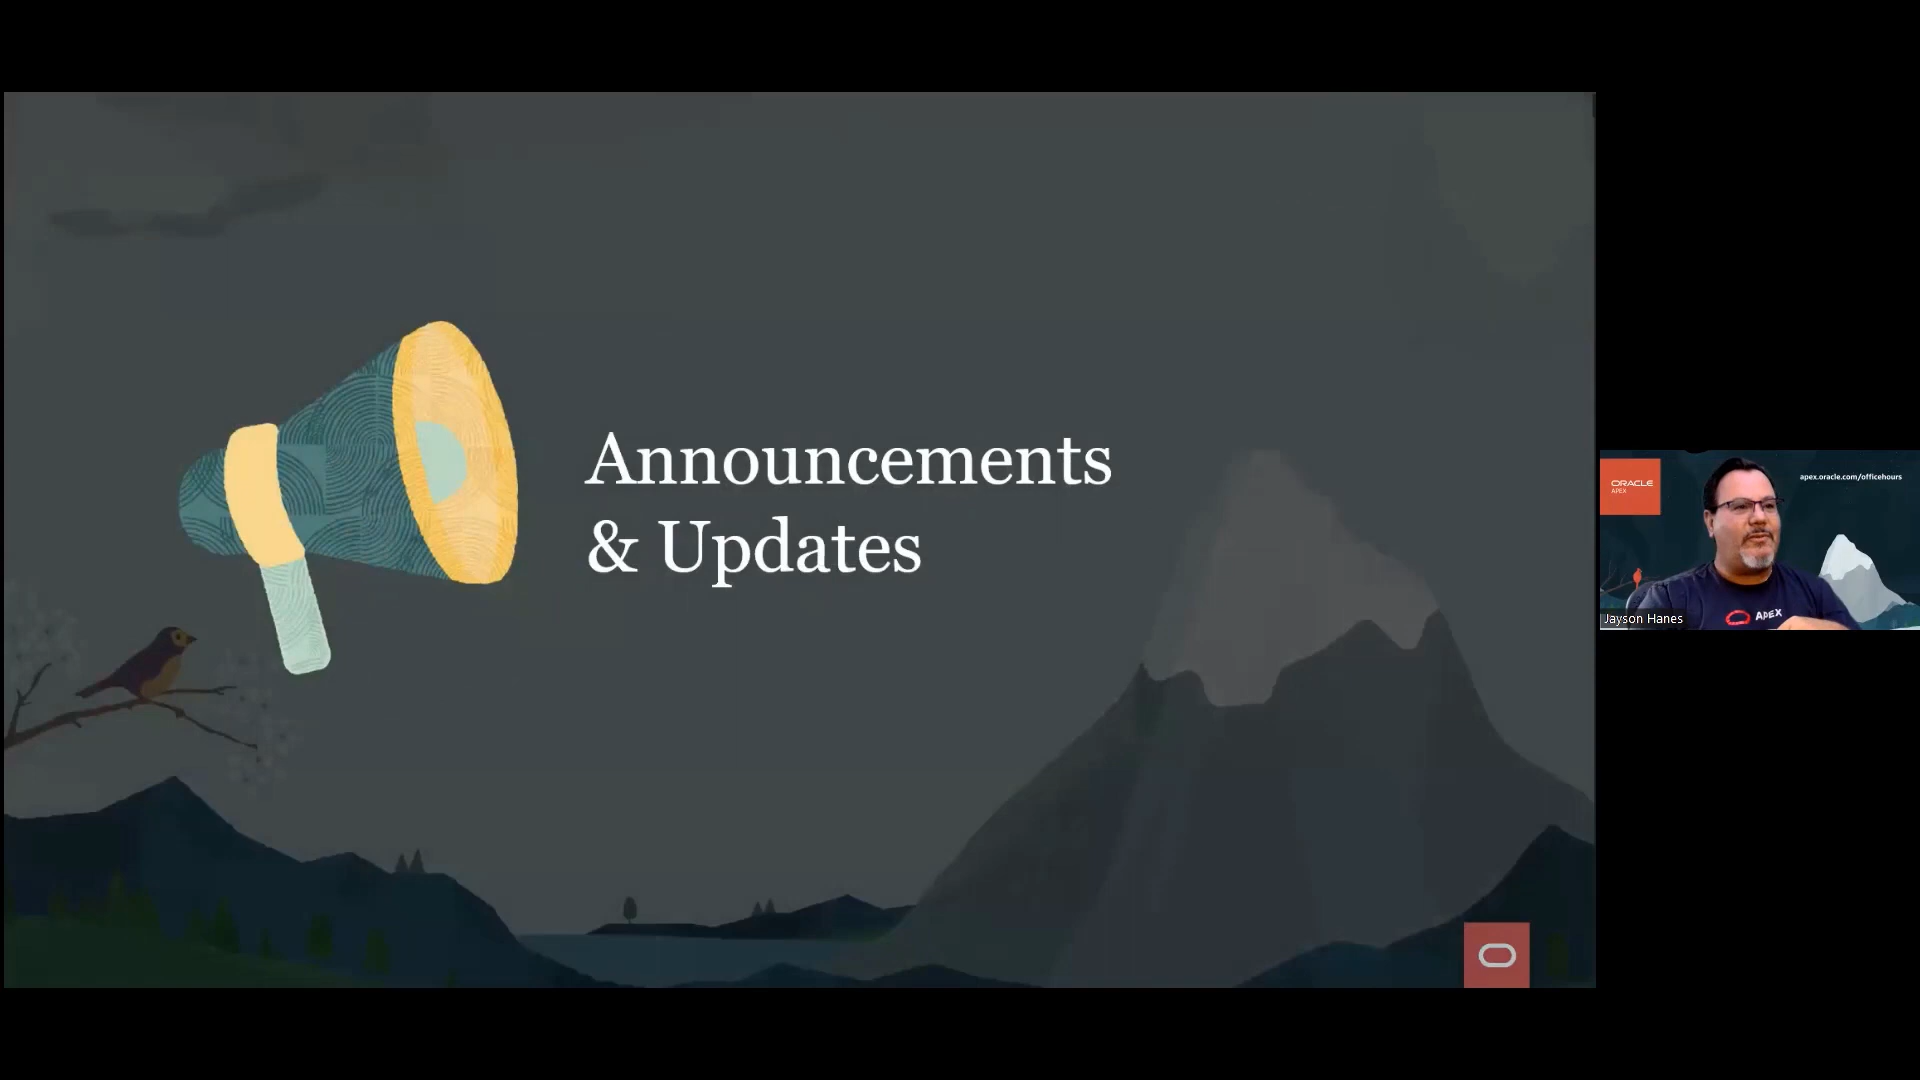 Announcements
& Updates
ORACLE
APEX
apex.oracle.com/officehours
APEX
Jayson Hanes